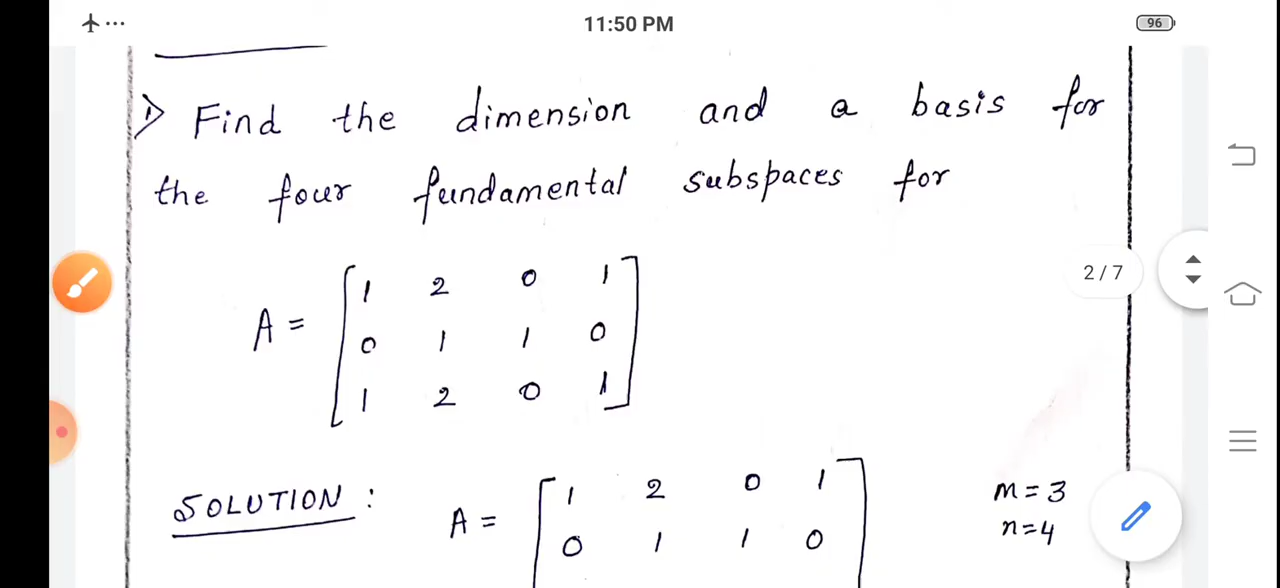 11:50 PM
96
1) Find the dimension and a basis for
the four fundamental subspaces for
A = [ 1 2 0 1
0 1 1 0
1 2 0 1 ]
2 / 7
SOLUTION : A = [ 1 2 0 1
0 1 1 0
m = 3
n = 4